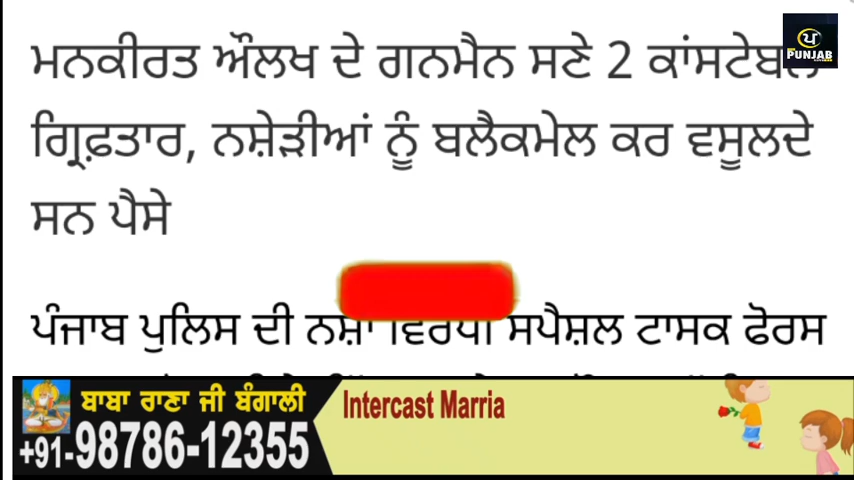 ਮਨਕੀਰਤ ਔਲਖ ਦੇ ਗਨਮੈਨ ਸਣੇ 2 ਕਾਂਸਟੇਬਲ
ਪ
PUNJAB
ਗ੍ਰਿਫ਼ਤਾਰ, ਨਸ਼ੇੜੀਆਂ ਨੂੰ ਬਲੈਕਮੇਲ ਕਰ ਵਸੂਲਦੇ
ਸਨ ਪੈਸੇ
ਪੰਜਾਬ ਪੁਲਿਸ ਦੀ ਨਸ਼ਾ ਵਿਰੋਧੀ ਸਪੈਸ਼ਲ ਟਾਸਕ ਫੋਰਸ
ਬਾਬਾ ਰਾਣਾ ਜੀ ਬੰਗਾਲੀ
+91-98786-12355
Intercast Marria